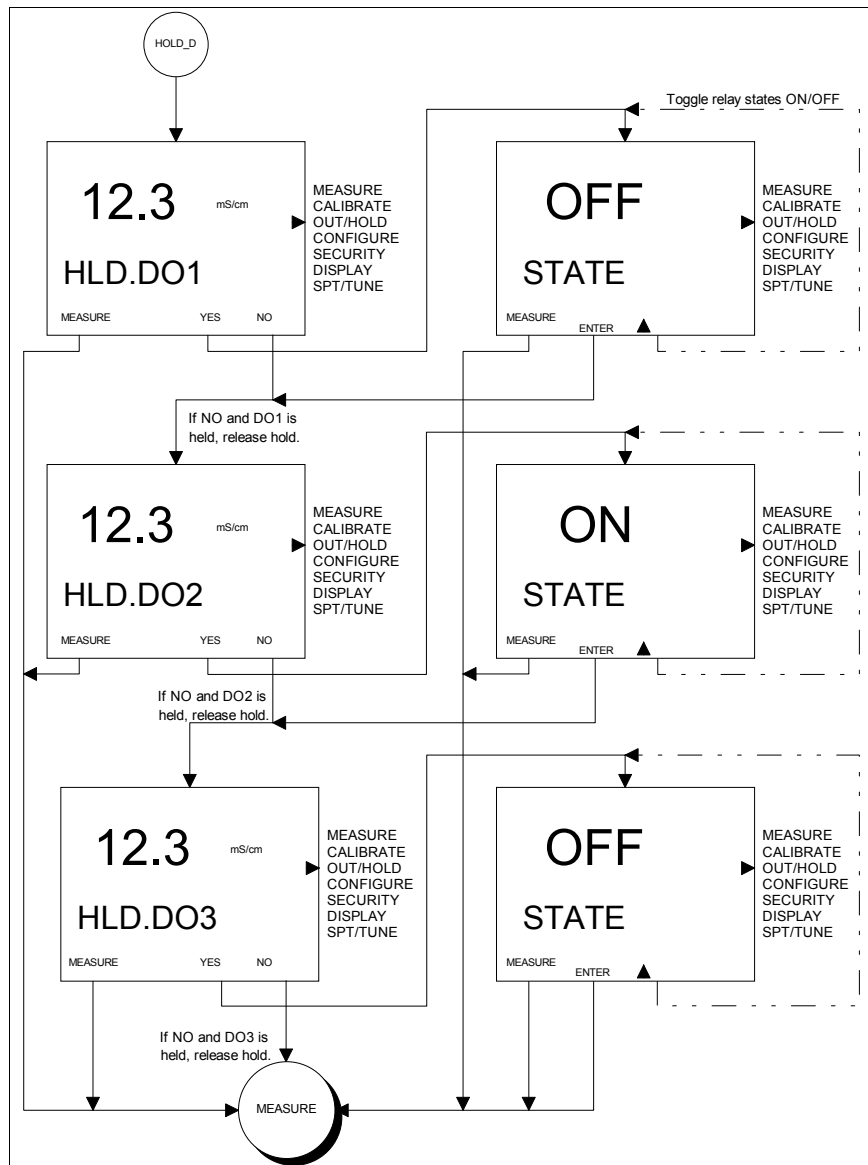 HOLD_D
Toggle relay states ON/OFF
12.3 mS/cm
HLD.DO1
MEASURE YES NO
MEASURE
CALIBRATE
OUT/HOLD
CONFIGURE
SECURITY
DISPLAY
SPT/TUNE
OFF
STATE
MEASURE ENTER
MEASURE
CALIBRATE
OUT/HOLD
CONFIGURE
SECURITY
DISPLAY
SPT/TUNE
If NO and DO1 is
held, release hold.
12.3 mS/cm
HLD.DO2
MEASURE YES NO
MEASURE
CALIBRATE
OUT/HOLD
CONFIGURE
SECURITY
DISPLAY
SPT/TUNE
ON
STATE
MEASURE ENTER
MEASURE
CALIBRATE
OUT/HOLD
CONFIGURE
SECURITY
DISPLAY
SPT/TUNE
If NO and DO2 is
held, release hold.
12.3 mS/cm
HLD.DO3
MEASURE YES NO
MEASURE
CALIBRATE
OUT/HOLD
CONFIGURE
SECURITY
DISPLAY
SPT/TUNE
OFF
STATE
MEASURE ENTER
MEASURE
CALIBRATE
OUT/HOLD
CONFIGURE
SECURITY
DISPLAY
SPT/TUNE
If NO and DO3 is
held, release hold.
MEASURE